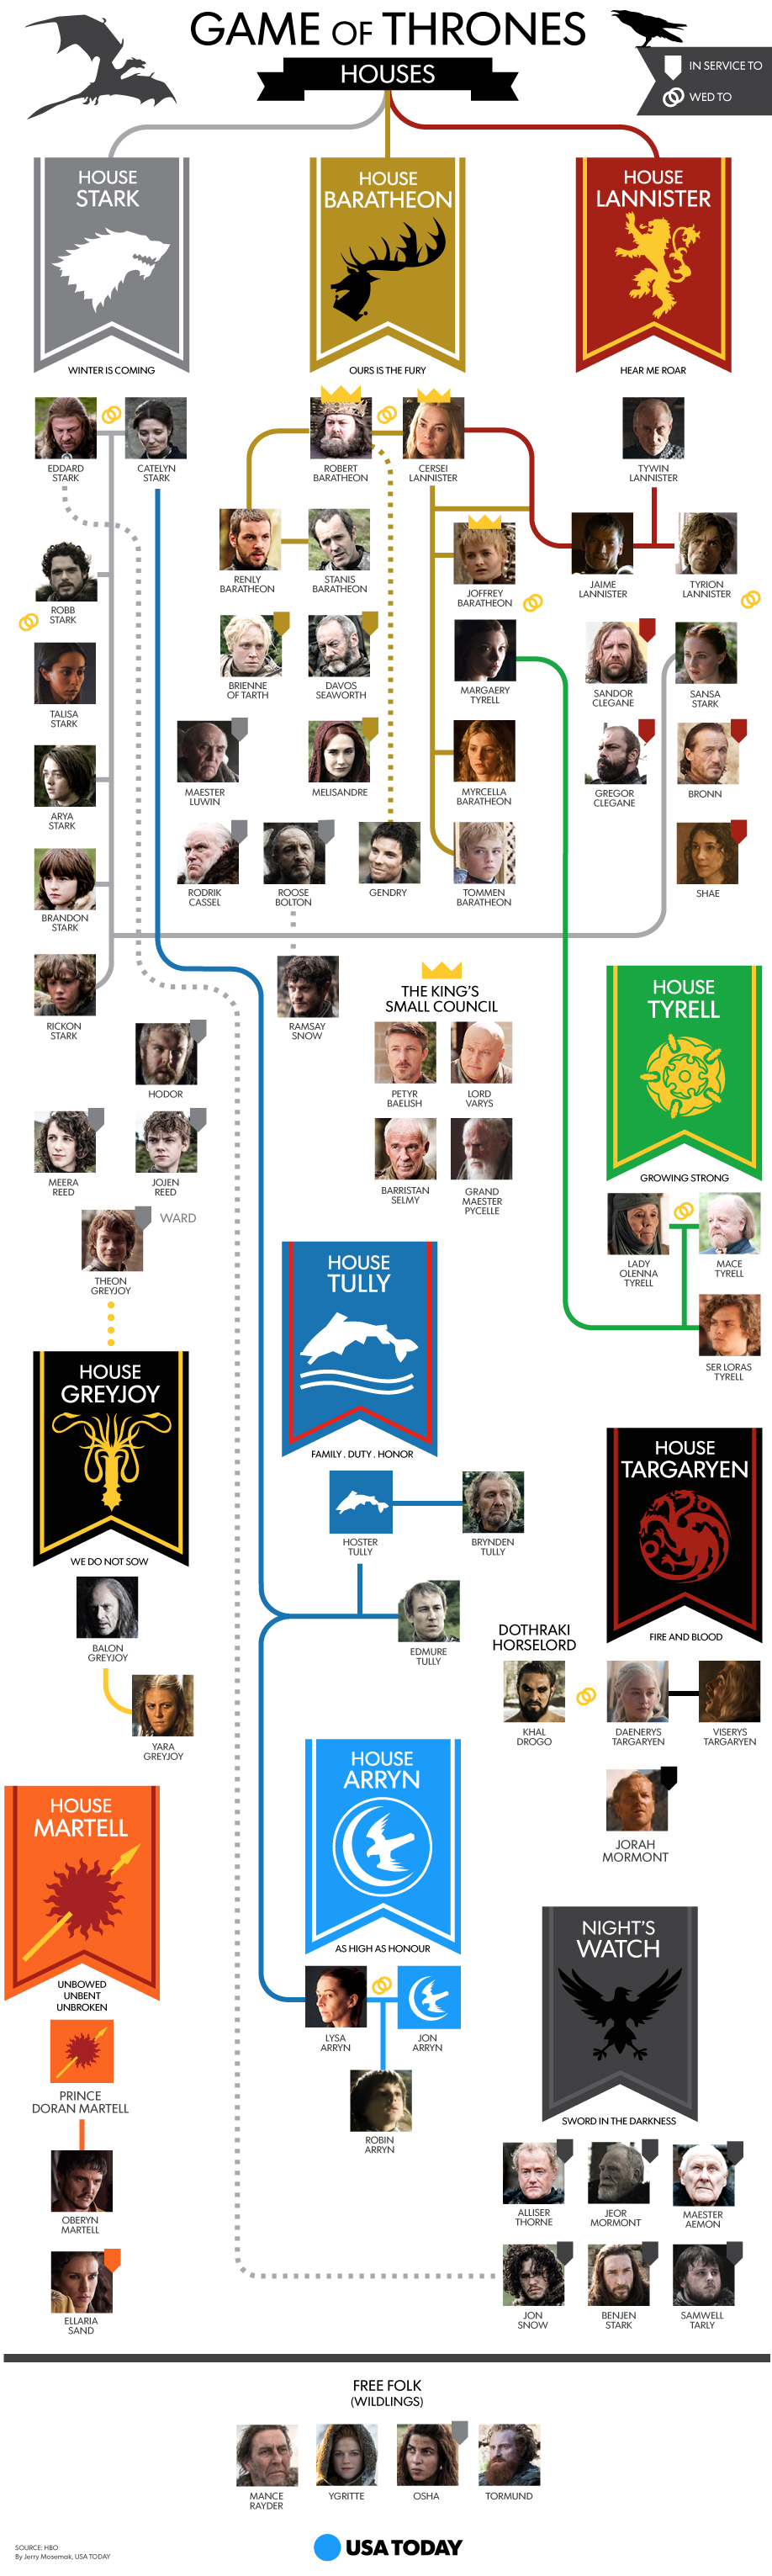 GAME OF THRONES
HOUSES
IN SERVICE TO
WED TO
HOUSE
STARK
WINTER IS COMING
HOUSE
BARATHEON
OURS IS THE FURY
HOUSE
LANNISTER
HEAR ME ROAR
EDDARD
STARK
CATELYN
STARK
ROBERT
BARATHEON
CERSEI
LANNISTER
TYWIN
LANNISTER
RENLY
BARATHEON
STANIS
BARATHEON
JOFFREY
BARATHEON
JAIME
LANNISTER
TYRION
LANNISTER
ROBB
STARK
BRIENNE
OF TARTH
DAVOS
SEAWORTH
MARGAERY
TYRELL
SANDOR
CLEGANE
SANSA
STARK
TALISA
STARK
MAESTER
LUWIN
MELISANDRE
MYRCELLA
BARATHEON
GREGOR
CLEGANE
BRONN
ARYA
STARK
RODRIK
CASSEL
ROOSE
BOLTON
GENDRY
TOMMEN
BARATHEON
SHAE
BRANDON
STARK
RICKON
STARK
RAMSAY
SNOW
THE KING'S
SMALL COUNCIL
PETYR
BAELISH
LORD
VARYS
BARRISTAN
SELMY
GRAND
MAESTER
PYCELLE
HOUSE
TYRELL
GROWING STRONG
LADY
OLENNA
TYRELL
MACE
TYRELL
SER LORAS
TYRELL
HODOR
MEERA
REED
JOJEN
REED
WARD
THEON
GREYJOY
HOUSE
GREYJOY
WE DO NOT SOW
BALON
GREYJOY
YARA
GREYJOY
HOUSE
TULLY
FAMILY . DUTY . HONOR
HOSTER
TULLY
BRYNDEN
TULLY
EDMURE
TULLY
HOUSE
TARGARYEN
FIRE AND BLOOD
DOTHRAKI
HORSELORD
KHAL
DROGO
DAENERYS
TARGARYEN
VISERYS
TARGARYEN
JORAH
MORMONT
HOUSE
MARTELL
UNBOWED
UNBENT
UNBROKEN
PRINCE
DORAN MARTELL
OBERYN
MARTELL
ELLARIA
SAND
HOUSE
ARRYN
AS HIGH AS HONOUR
LYSA
ARRYN
JON
ARRYN
ROBIN
ARRYN
NIGHT'S
WATCH
SWORD IN THE DARKNESS
ALLISER
THORNE
JEOR
MORMONT
MAESTER
AEMON
JON
SNOW
BENJEN
STARK
SAMWELL
TARLY
FREE FOLK
(WILDLINGS)
MANCE
RAYDER
YGRITTE
OSHA
TORMUND
SOURCE: HBO
By Jerry Mosemak, USA TODAY
USA TODAY